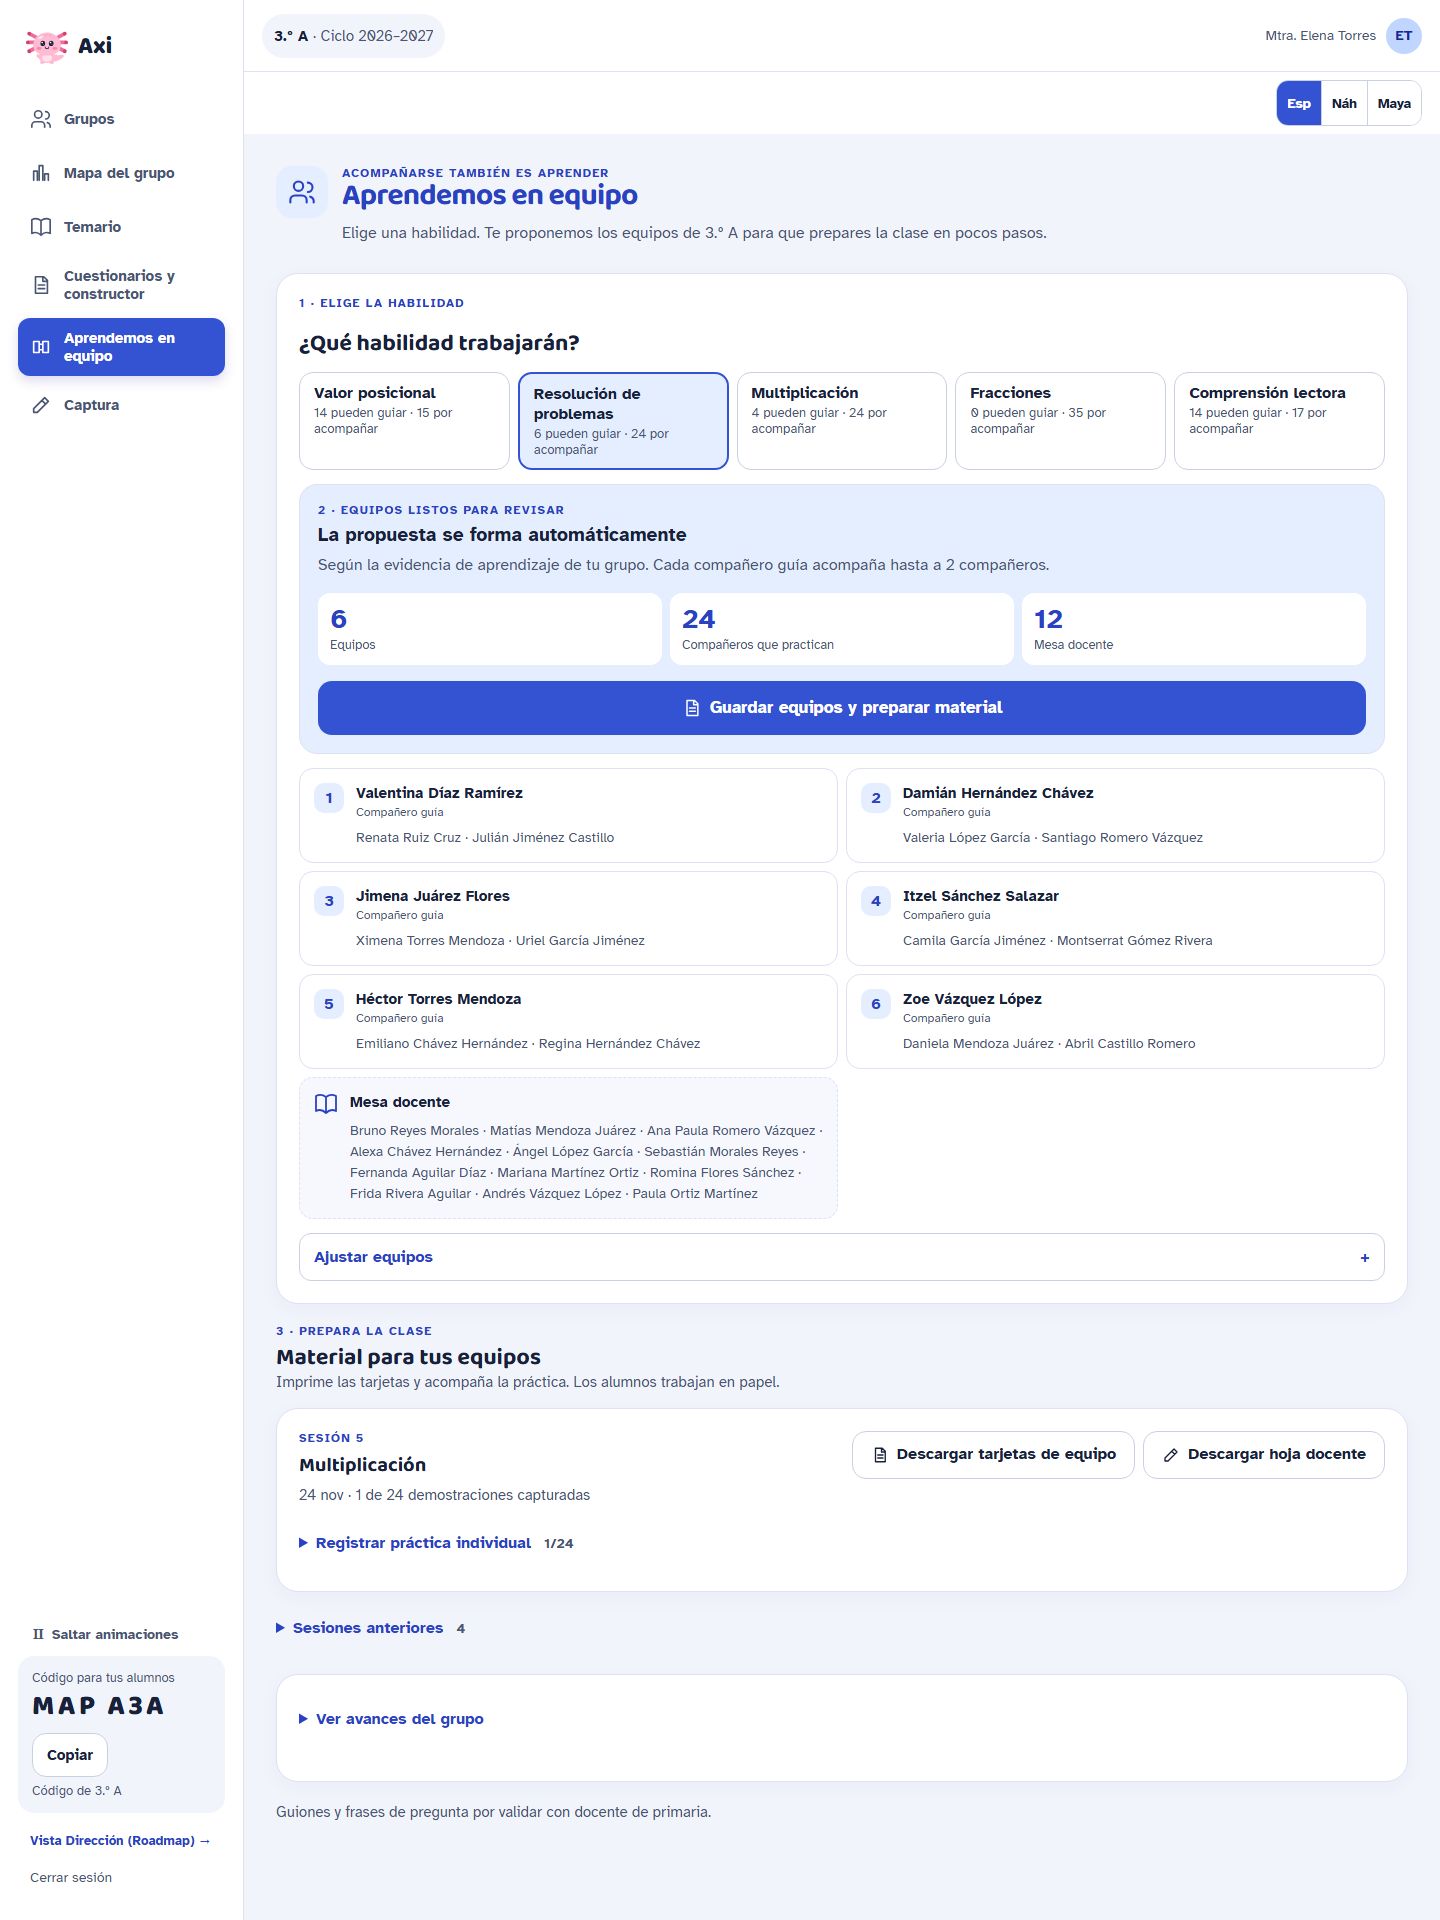 Axi
Grupos
Mapa del grupo
Temario
Cuestionarios y
constructor
Aprendemos en
equipo
Captura
Saltar animaciones
Código para tus alumnos
MAP A3A
Copiar
Código de 3.º A
Vista Dirección (Roadmap) →
Cerrar sesión
3.º A · Ciclo 2026–2027
Mtra. Elena Torres
ET
Esp
Náh
Maya
ACOMPAÑARSE TAMBIÉN ES APRENDER
Aprendemos en equipo
Elige una habilidad. Te proponemos los equipos de 3.º A para que prepares la clase en pocos pasos.
1 · ELIGE LA HABILIDAD
¿Qué habilidad trabajarán?
Valor posicional
14 pueden guiar · 15 por
acompañar
Resolución de
problemas
6 pueden guiar · 24 por
acompañar
Multiplicación
4 pueden guiar · 24 por
acompañar
Fracciones
0 pueden guiar · 35 por
acompañar
Comprensión lectora
14 pueden guiar · 17 por
acompañar
2 · EQUIPOS LISTOS PARA REVISAR
La propuesta se forma automáticamente
Según la evidencia de aprendizaje de tu grupo. Cada compañero guía acompaña hasta a 2 compañeros.
6
Equipos
24
Compañeros que practican
12
Mesa docente
Guardar equipos y preparar material
1
Valentina Díaz Ramírez
Compañero guía
Renata Ruiz Cruz · Julián Jiménez Castillo
2
Damián Hernández Chávez
Compañero guía
Valeria López García · Santiago Romero Vázquez
3
Jimena Juárez Flores
Compañero guía
Ximena Torres Mendoza · Uriel García Jiménez
4
Itzel Sánchez Salazar
Compañero guía
Camila García Jiménez · Montserrat Gómez Rivera
5
Héctor Torres Mendoza
Compañero guía
Emiliano Chávez Hernández · Regina Hernández Chávez
6
Zoe Vázquez López
Compañero guía
Daniela Mendoza Juárez · Abril Castillo Romero
Mesa docente
Bruno Reyes Morales · Matías Mendoza Juárez · Ana Paula Romero Vázquez ·
Alexa Chávez Hernández · Ángel López García · Sebastián Morales Reyes ·
Fernanda Aguilar Díaz · Mariana Martínez Ortiz · Romina Flores Sánchez ·
Frida Rivera Aguilar · Andrés Vázquez López · Paula Ortiz Martínez
Ajustar equipos +
3 · PREPARA LA CLASE
Material para tus equipos
Imprime las tarjetas y acompaña la práctica. Los alumnos trabajan en papel.
SESIÓN 5
Multiplicación
24 nov · 1 de 24 demostraciones capturadas
Descargar tarjetas de equipo
Descargar hoja docente
Registrar práctica individual 1/24
Sesiones anteriores 4
Ver avances del grupo
Guiones y frases de pregunta por validar con docente de primaria.